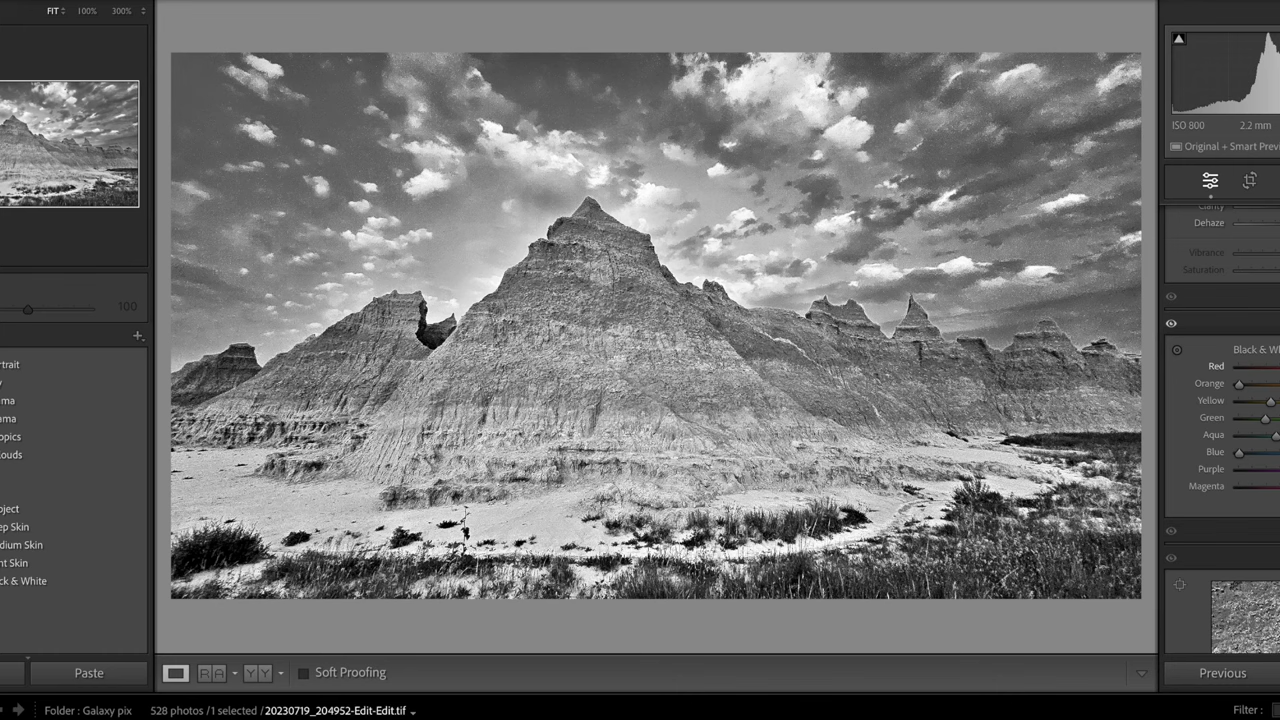 FIT 100% 300%
100
rtrait
y
ma
ama
opics
louds
oject
ep Skin
dium Skin
nt Skin
ck & White
Paste
R A Y Y Soft Proofing
Folder : Galaxy pix 528 photos / 1 selected / 20230719_204952-Edit-Edit.tif
ISO 800 2.2 mm
Original + Smart Previ
Clarity
Dehaze
Vibrance
Saturation
Black & Wh
Red
Orange
Yellow
Green
Aqua
Blue
Purple
Magenta
Previous
Filter :